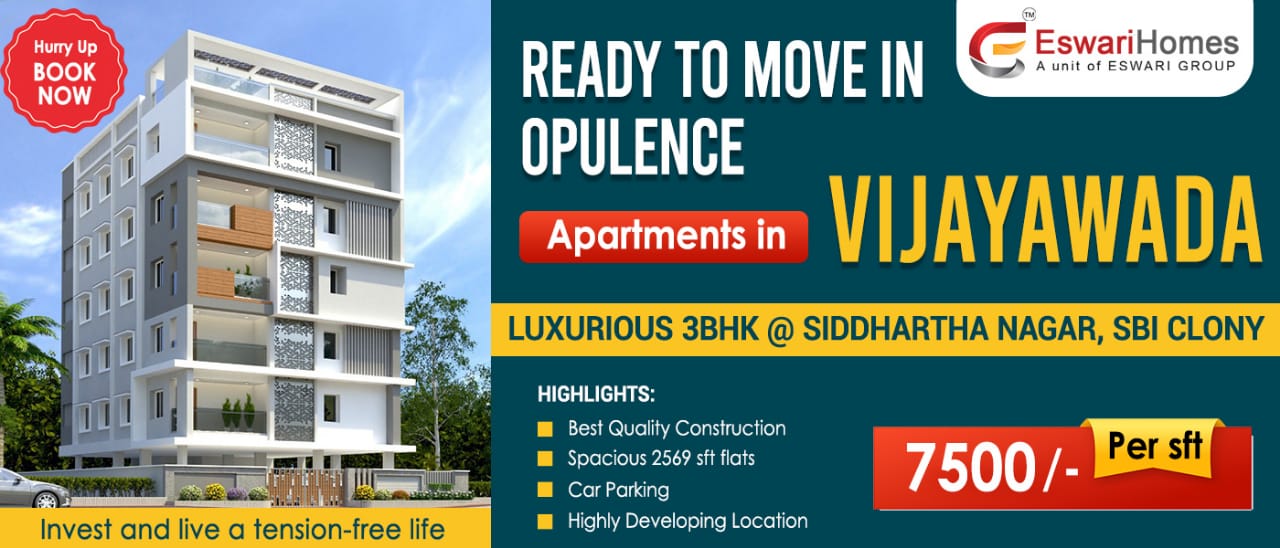 Hurry Up
BOOK
NOW
Invest and live a tension-free life
TM
EswariHomes
A unit of ESWARI GROUP
READY TO MOVE IN
OPULENCE
Apartments in
VIJAYAWADA
LUXURIOUS 3BHK @ SIDDHARTHA NAGAR, SBI CLONY
HIGHLIGHTS:
Best Quality Construction
Spacious 2569 sft flats
Car Parking
Highly Developing Location
7500/-
Per sft